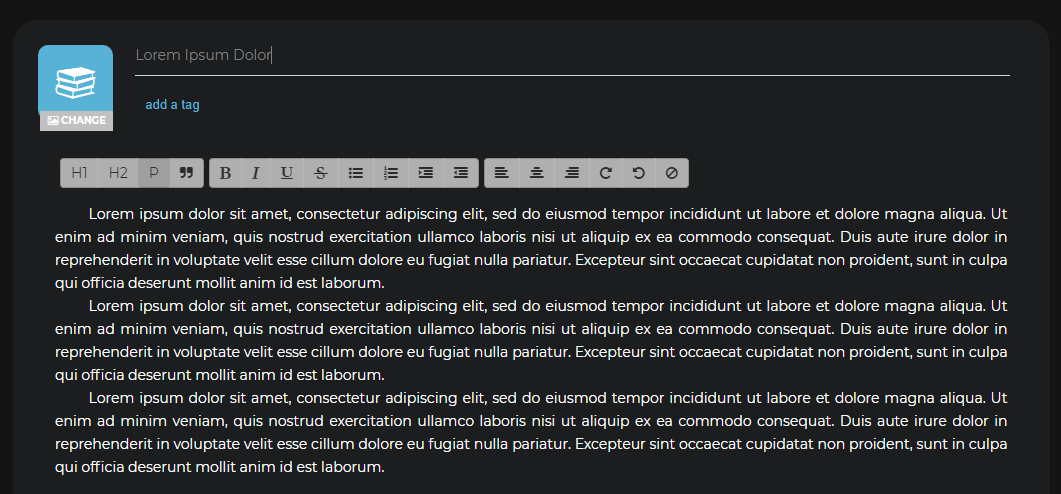 Lorem Ipsum Dolor
CHANGE
add a tag
H1 H2 P B I U S
Lorem ipsum dolor sit amet, consectetur adipiscing elit, sed do eiusmod tempor incididunt ut labore et dolore magna aliqua. Ut
enim ad minim veniam, quis nostrud exercitation ullamco laboris nisi ut aliquip ex ea commodo consequat. Duis aute irure dolor in
reprehenderit in voluptate velit esse cillum dolore eu fugiat nulla pariatur. Excepteur sint occaecat cupidatat non proident, sunt in culpa
qui officia deserunt mollit anim id est laborum.
Lorem ipsum dolor sit amet, consectetur adipiscing elit, sed do eiusmod tempor incididunt ut labore et dolore magna aliqua. Ut
enim ad minim veniam, quis nostrud exercitation ullamco laboris nisi ut aliquip ex ea commodo consequat. Duis aute irure dolor in
reprehenderit in voluptate velit esse cillum dolore eu fugiat nulla pariatur. Excepteur sint occaecat cupidatat non proident, sunt in culpa
qui officia deserunt mollit anim id est laborum.
Lorem ipsum dolor sit amet, consectetur adipiscing elit, sed do eiusmod tempor incididunt ut labore et dolore magna aliqua. Ut
enim ad minim veniam, quis nostrud exercitation ullamco laboris nisi ut aliquip ex ea commodo consequat. Duis aute irure dolor in
reprehenderit in voluptate velit esse cillum dolore eu fugiat nulla pariatur. Excepteur sint occaecat cupidatat non proident, sunt in culpa
qui officia deserunt mollit anim id est laborum.